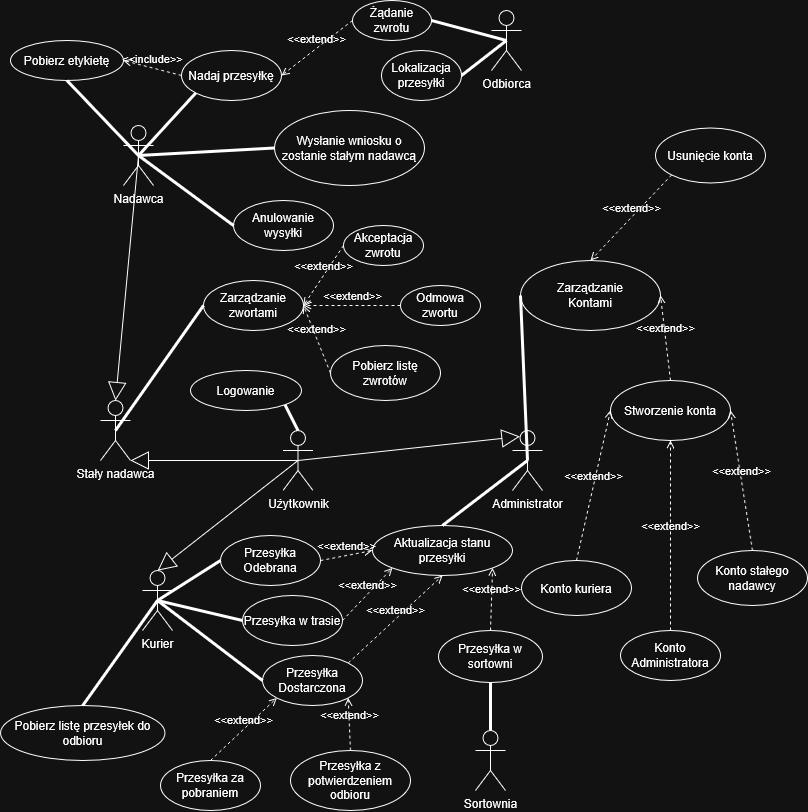 Żądanie
zwrotu
<<extend>>
Pobierz etykietę
<<include>>
Nadaj przesyłkę
Lokalizacja
przesyłki
Odbiorca
Wysłanie wniosku o
zostanie stałym nadawcą
Usunięcie konta
Nadawca
<<extend>>
Anulowanie
wysyłki
Akceptacja
zwrotu
<<extend>>
Zarządzanie
zwortami
<<extend>>
Odmowa
zwortu
Zarządzanie
Kontami
<<extend>>
<<extend>>
Pobierz listę
zwrotów
Logowanie
Stworzenie konta
Stały nadawca
Użytkownik
Administrator
<<extend>>
<<extend>>
<<extend>>
Przesyłka
Odebrana
<<extend>>
Aktualizacja stanu
przesyłki
<<extend>>
<<extend>>
Konto kuriera
Konto stałego
nadawcy
Przesyłka w trasie
<<extend>>
Kurier
Przesyłka w
sortowni
Konto
Administratora
Przesyłka
Dostarczona
Pobierz listę przesyłek do
odbioru
<<extend>>
<<extend>>
Przesyłka za
pobraniem
Przesyłka z
potwierdzeniem
odbioru
Sortownia